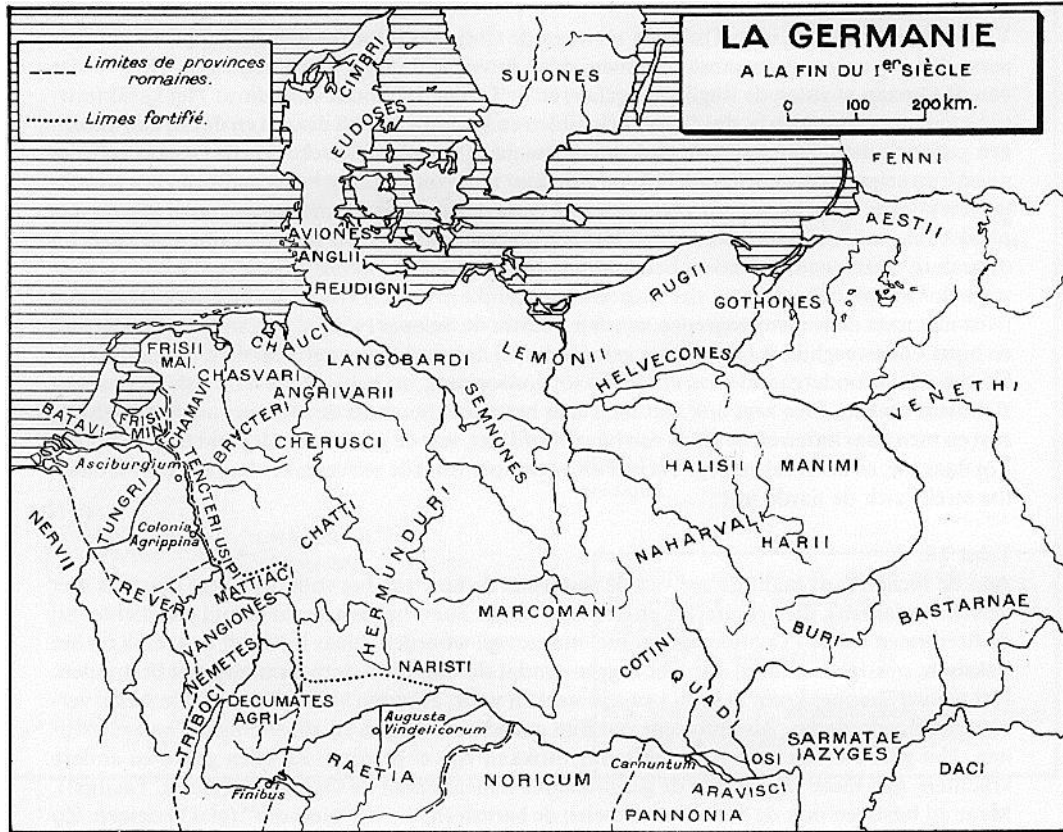 LA GERMANIE
A LA FIN DU Ier SIÈCLE
0 100 200 km.
Limites de provinces
romaines.
Limes fortifié.
CIMBRI
SUIONES
EUDOSES
FENNI
AESTII
AVIONES
ANGLII
REUDIGNI
RUGII
GOTHONES
CHAUCI
FRISII
MAI.
LANGOBARDI
LEMONII
HELVECONES
CHASVARI
ANGRIVARII
VENETHI
BATAVI
FRISII
MIN.
CHAMAVI
BRUCTERI
SEMNONES
CHERUSCI
Asciburgium
TENCTERI
HALISII
MANIMI
TUNGRI
NERVII
Colonia
Agrippina
USIPI
CHATTI
HERMUNDURI
NAHARVALI
HARII
TREVERI
MATTIACI
MARCOMANI
BASTARNAE
VANGIONES
BURI
NEMETES
NARISTI
COTINI
QUADI
TRIBOCI
DECUMATES
AGRI
Augusta
Vindelicorum
SARMATAE
IAZYGES
OSI
DACI
RAETIA
NORICUM
Carnuntum
ARAVISCI
Finibus
PANNONIA